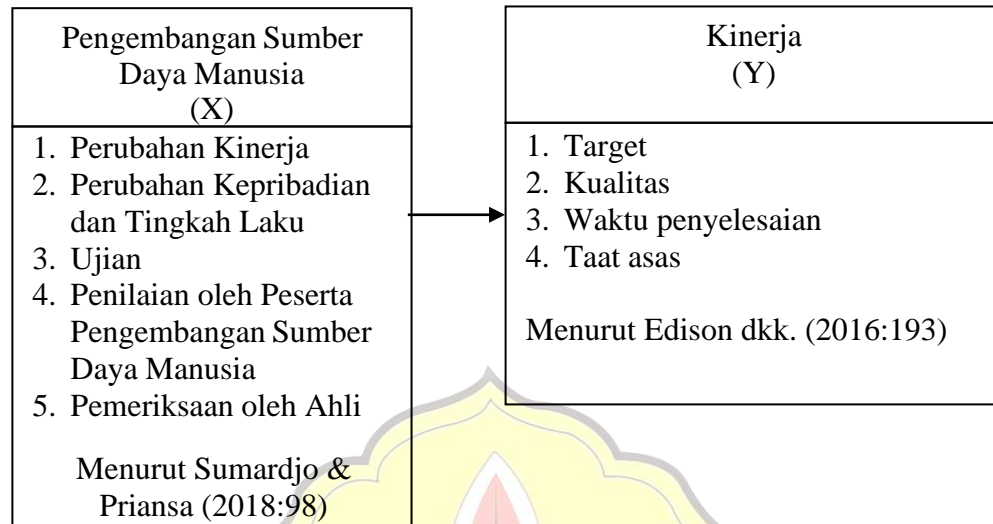 Pengembangan Sumber
Daya Manusia
(X)
1. Perubahan Kinerja
2. Perubahan Kepribadian
dan Tingkah Laku
3. Ujian
4. Penilaian oleh Peserta
Pengembangan Sumber
Daya Manusia
5. Pemeriksaan oleh Ahli
Menurut Sumardjo &
Priansa (2018:98)
Kinerja
(Y)
1. Target
2. Kualitas
3. Waktu penyelesaian
4. Taat asas
Menurut Edison dkk. (2016:193)